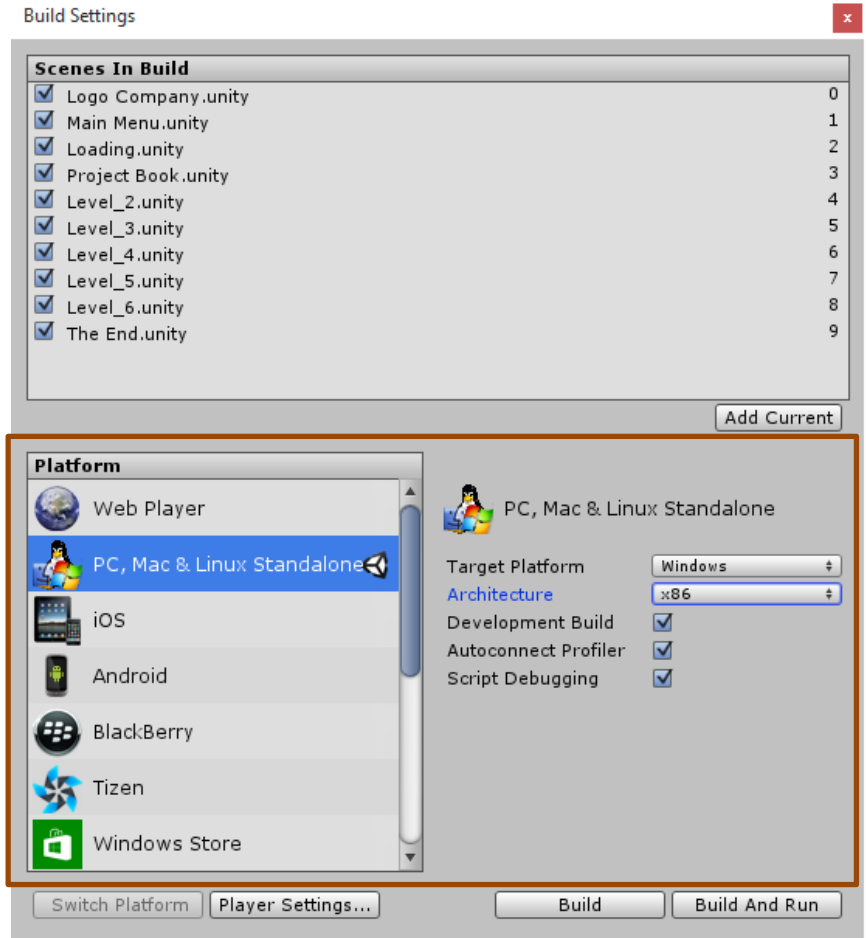 Build Settings
x
Scenes In Build
Logo Company.unity 0
Main Menu.unity 1
Loading.unity 2
Project Book.unity 3
Level_2.unity 4
Level_3.unity 5
Level_4.unity 6
Level_5.unity 7
Level_6.unity 8
The End.unity 9
Add Current
Platform
Web Player
PC, Mac & Linux Standalone
iOS
Android
BlackBerry
Tizen
Windows Store
PC, Mac & Linux Standalone
Target Platform Windows
Architecture x86
Development Build
Autoconnect Profiler
Script Debugging
Switch Platform Player Settings... Build Build And Run